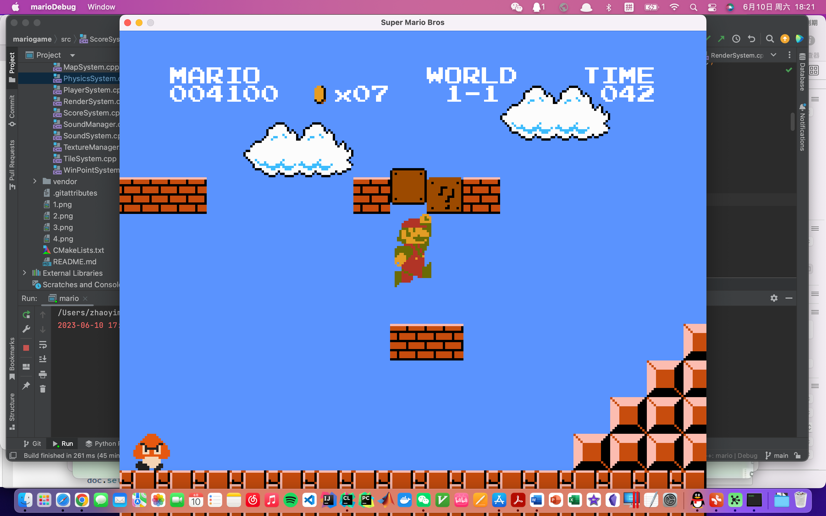 marioDebug Window 1 6月10日 周六 18:21
Super Mario Bros
mariogame src ScoreSys
RenderSystem.cp
Project
MapSystem.cpp
PhysicsSystem.c
PlayerSystem.cp
RenderSystem.c
ScoreSystem.cp
SoundManager.c
SoundSystem.cp
TextureManager.
TileSystem.cpp
WinPointSystem
vendor
.gitattributes
1.png
2.png
3.png
4.png
CMakeLists.txt
README.md
External Libraries
Scratches and Consol
Project
Commit
Pull Requests
Bookmarks
Structure
Database
Notifications
MARIO WORLD TIME
004100 x07 1-1 042
Run: mario
/Users/zhaoyin
2023-06-10 17:
Git Run Python
Build finished in 261 ms (45 min
: mario | Debug main
doc.se